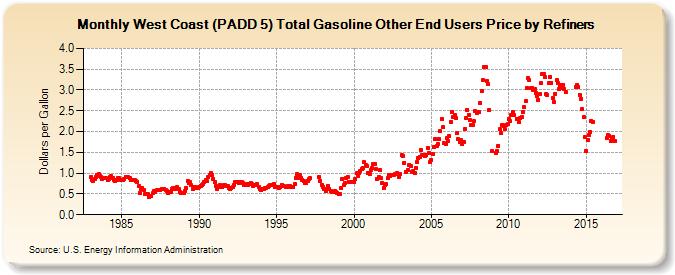 Monthly West Coast (PADD 5) Total Gasoline Other End Users Price by Refiners
Dollars per Gallon
4.0
3.5
3.0
2.5
2.0
1.5
1.0
0.5
0.0
1985 1990 1995 2000 2005 2010 2015
Source: U.S. Energy Information Administration